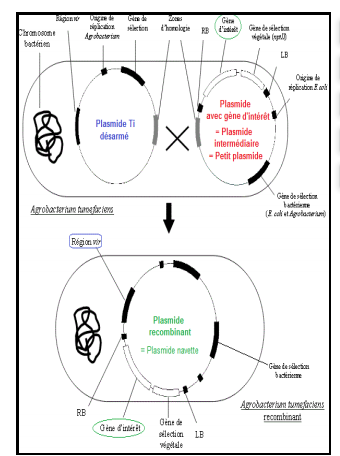 Région vir
Origine de
réplication
Agrobacterium
Gène de
sélection
Zones
d'homologie
RB
Gène
d'intérêt
Gène de sélection
végétale (nptII)
LB
Chromosome
bactérien
Origine de
réplication E.coli
Plasmide Ti
désarmé
Plasmide
avec gène d'intérêt
= Plasmide
intermédiaire
= Petit plasmide
Gène de sélection
bactérienne
(E. coli et Agrobacterium)
Agrobacterium tumefaciens
Région vir
Plasmide
recombinant
= Plasmide navette
Gène de sélection
bactérienne
RB
Gène d'intérêt
Gène de
sélection
végétale
LB
Agrobacterium tumefaciens
recombinant